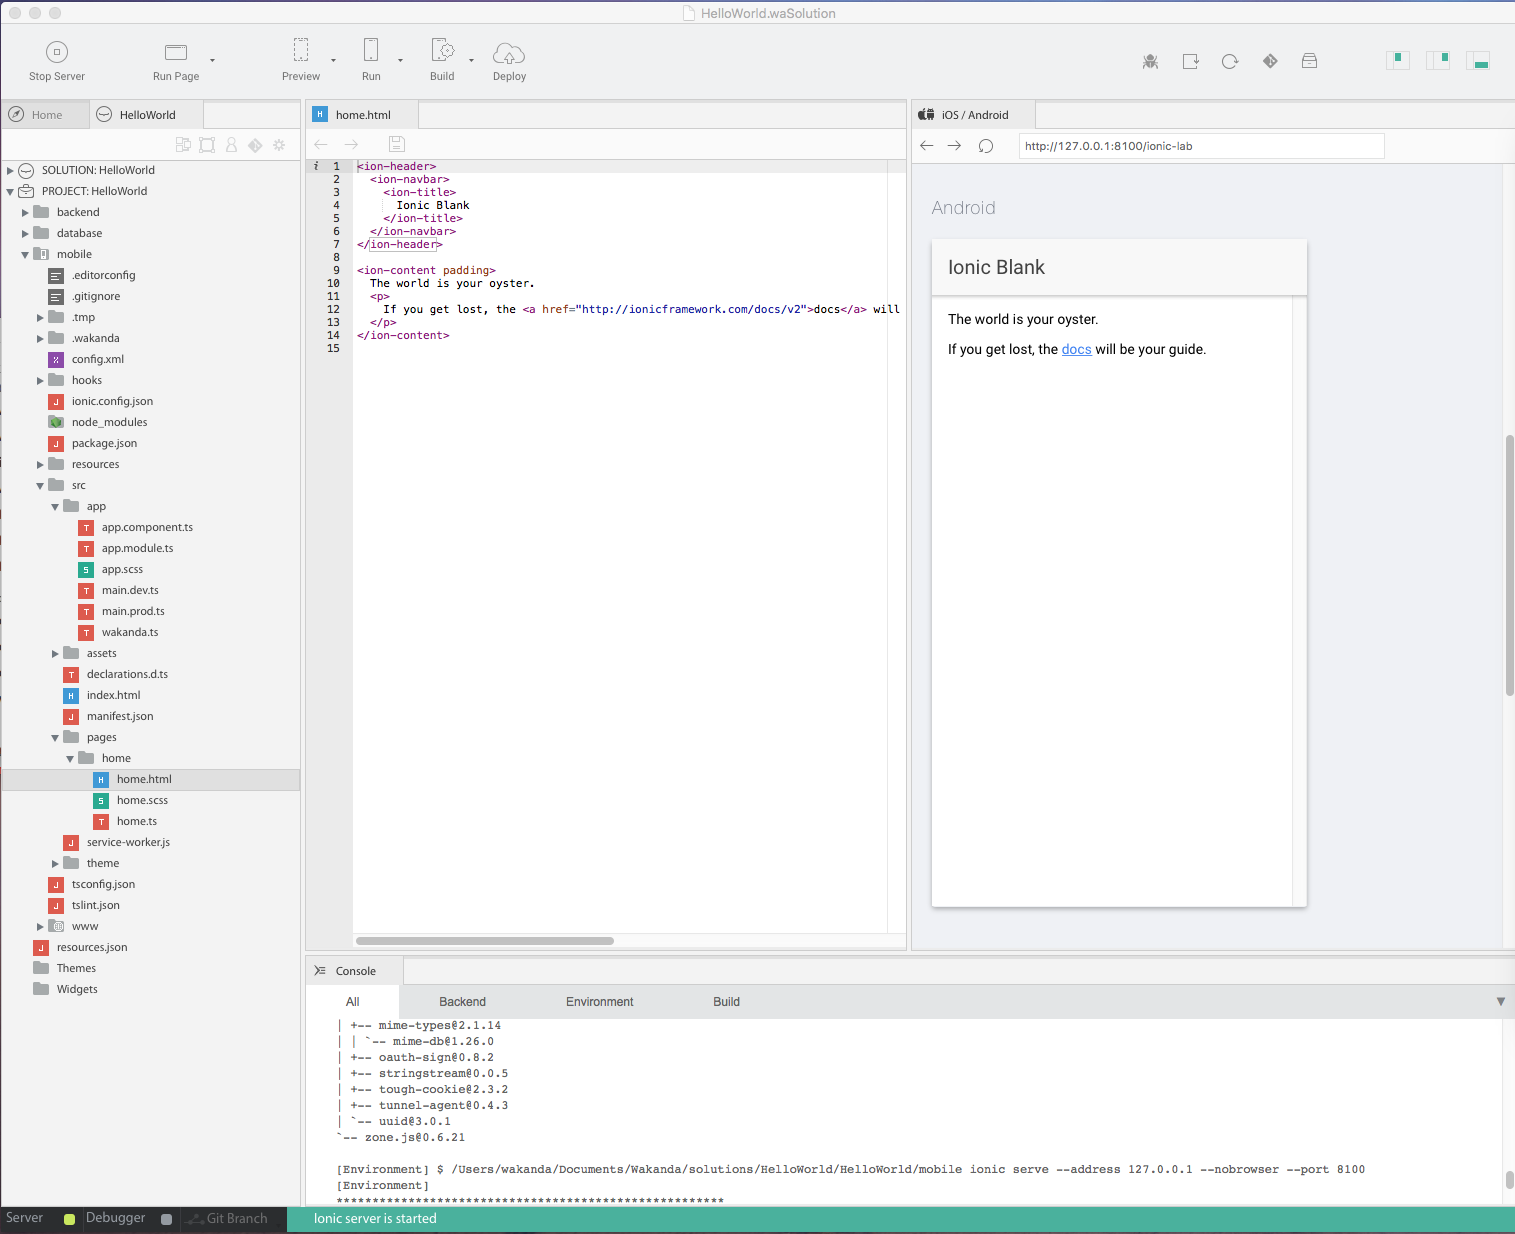 HelloWorld.waSolution
Stop Server
Run Page
Preview
Run
Build
Deploy
Home
HelloWorld
SOLUTION: HelloWorld
PROJECT: HelloWorld
backend
database
mobile
.editorconfig
.gitignore
.tmp
.wakanda
config.xml
hooks
ionic.config.json
node_modules
package.json
resources
src
app
app.component.ts
app.module.ts
app.scss
main.dev.ts
main.prod.ts
wakanda.ts
assets
declarations.d.ts
index.html
manifest.json
pages
home
home.html
home.scss
home.ts
service-worker.js
theme
tsconfig.json
tslint.json
www
resources.json
Themes
Widgets
home.html
i 1 <ion-header>
2 <ion-navbar>
3 <ion-title>
4 Ionic Blank
5 </ion-title>
6 </ion-navbar>
7 </ion-header>
8
9 <ion-content padding>
10 The world is your oyster.
11 <p>
12 If you get lost, the <a href="http://ionicframework.com/docs/v2">docs</a> will
13 </p>
14 </ion-content>
15
iOS / Android
http://127.0.0.1:8100/ionic-lab
Android
Ionic Blank
The world is your oyster.
If you get lost, the docs will be your guide.
Console
All Backend Environment Build
| +-- mime-types@2.1.14
| | `-- mime-db@1.26.0
| +-- oauth-sign@0.8.2
| +-- stringstream@0.0.5
| +-- tough-cookie@2.3.2
| +-- tunnel-agent@0.4.3
| `-- uuid@3.0.1
`-- zone.js@0.6.21
[Environment] $ /Users/wakanda/Documents/Wakanda/solutions/HelloWorld/HelloWorld/mobile ionic serve --address 127.0.0.1 --nobrowser --port 8100
[Environment]
******************************************************
Server Debugger Git Branch Ionic server is started